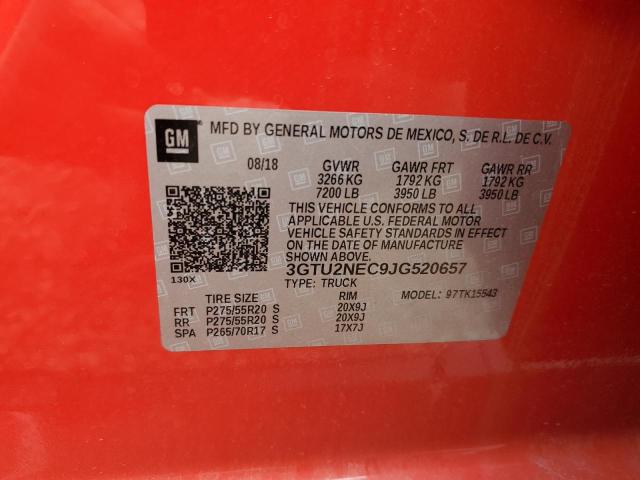 GM MFD BY GENERAL MOTORS DE MEXICO, S. DE R.L. DE C.V.
08/18 GVWR GAWR FRT GAWR RR
3266 KG 1792 KG 1792 KG
7200 LB 3950 LB 3950 LB
THIS VEHICLE CONFORMS TO ALL
APPLICABLE U.S. FEDERAL MOTOR
VEHICLE SAFETY STANDARDS IN EFFECT
ON THE DATE OF MANUFACTURE
SHOWN ABOVE.
130X 3GTU2NEC9JG520657
TYPE: TRUCK
TIRE SIZE RIM MODEL: 97TK15543
FRT P275/55R20 S 20X9J
RR P275/55R20 S 20X9J
SPA P265/70R17 S 17X7J